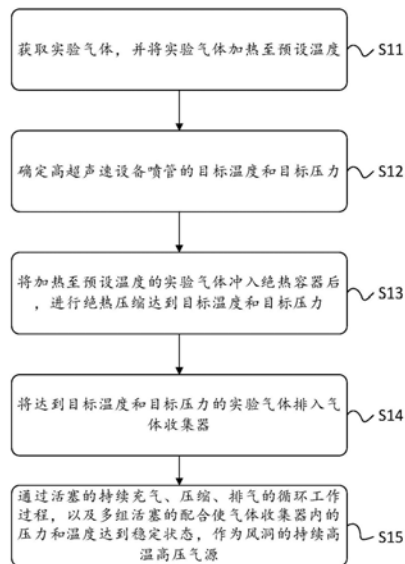 获取实验气体，并将实验气体加热至预设温度
S11
确定高超声速设备喷管的目标温度和目标压力
S12
将加热至预设温度的实验气体冲入绝热容器后
，进行绝热压缩达到目标温度和目标压力
S13
将达到目标温度和目标压力的实验气体排入气
体收集器
S14
通过活塞的持续充气、压缩、排气的循环工作
过程，以及多组活塞的配合使气体收集器内的
压力和温度达到稳定状态，作为风洞的持续高
温高压气源
S15